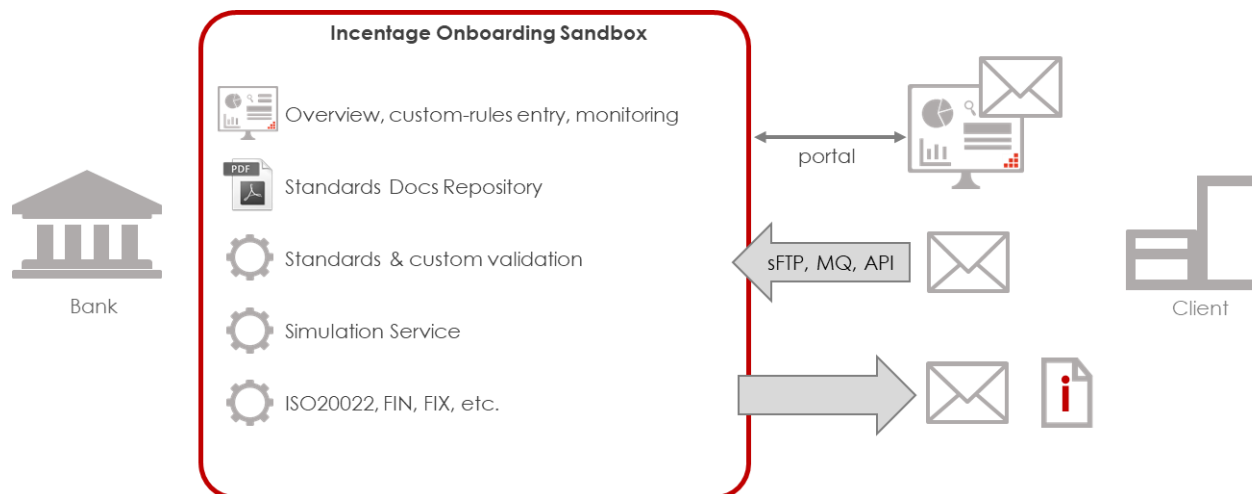 Incentage Onboarding Sandbox
Overview, custom-rules entry, monitoring
portal
PDF
Standards Docs Repository
Standards & custom validation
sFTP, MQ, API
Bank
Client
Simulation Service
ISO20022, FIN, FIX, etc.
i